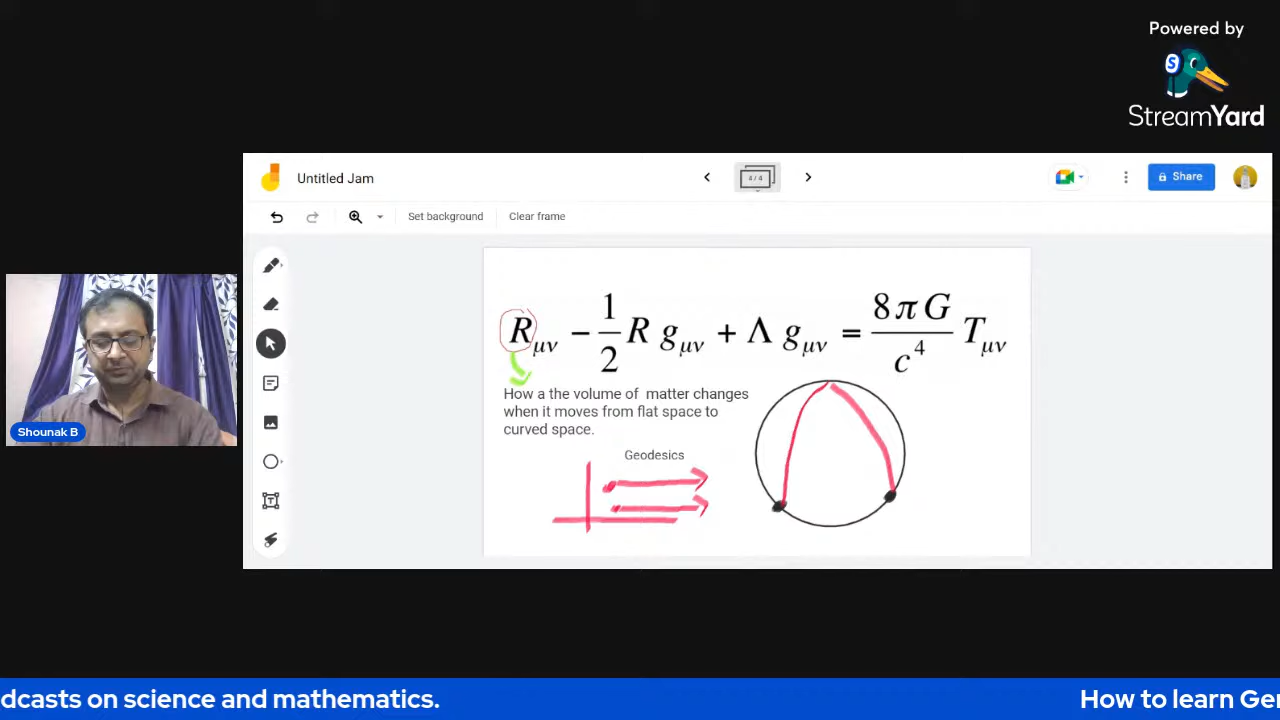 Powered by
S
StreamYard
Untitled Jam
4 / 4
Share
Set background
Clear frame
R_μν − 1/2 R g_μν + Λ g_μν = 8πG/c⁴ T_μν
How a the volume of matter changes
when it moves from flat space to
curved space.
Geodesics
Shounak B
dcasts on science and mathematics.
How to learn Ge